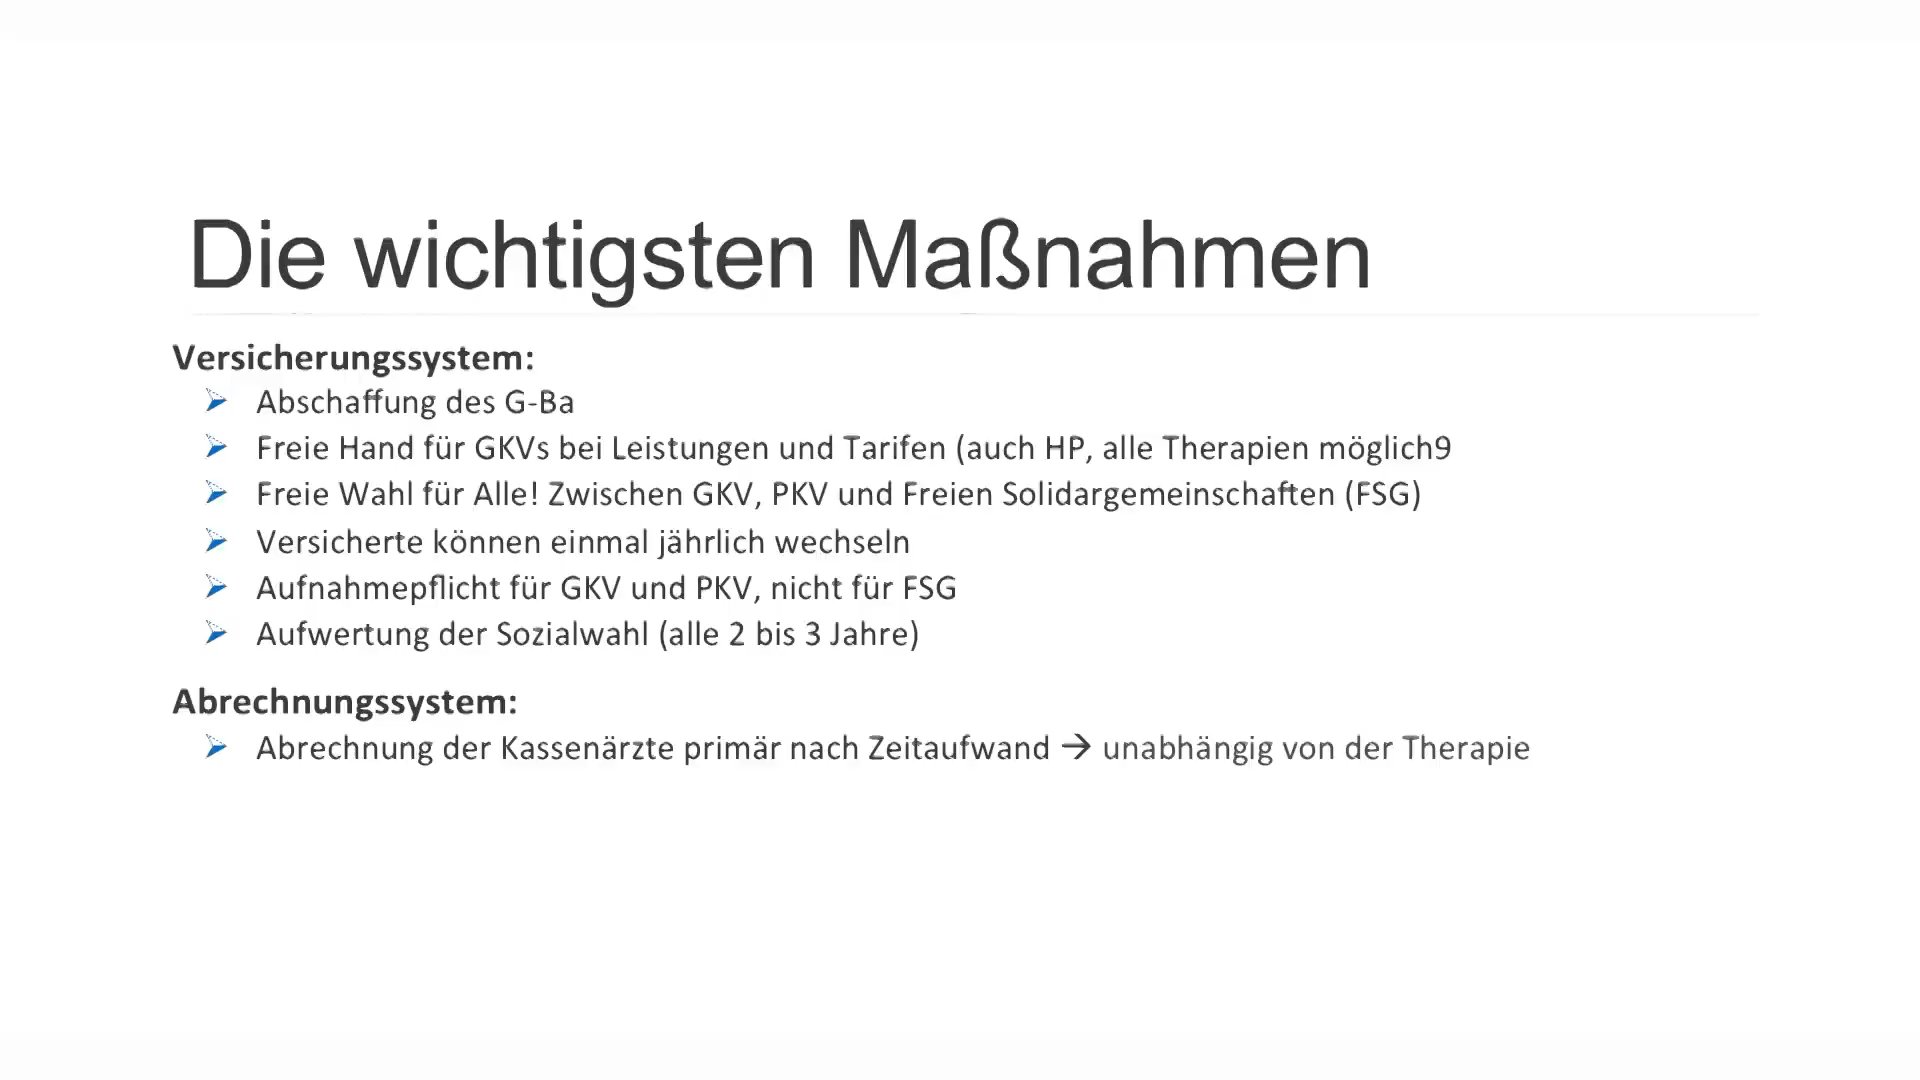 Die wichtigsten Maßnahmen
Versicherungssystem:
Abschaffung des G-Ba
Freie Hand für GKVs bei Leistungen und Tarifen (auch HP, alle Therapien möglich9
Freie Wahl für Alle! Zwischen GKV, PKV und Freien Solidargemeinschaften (FSG)
Versicherte können einmal jährlich wechseln
Aufnahmepflicht für GKV und PKV, nicht für FSG
Aufwertung der Sozialwahl (alle 2 bis 3 Jahre)
Abrechnungssystem:
Abrechnung der Kassenärzte primär nach Zeitaufwand → unabhängig von der Therapie